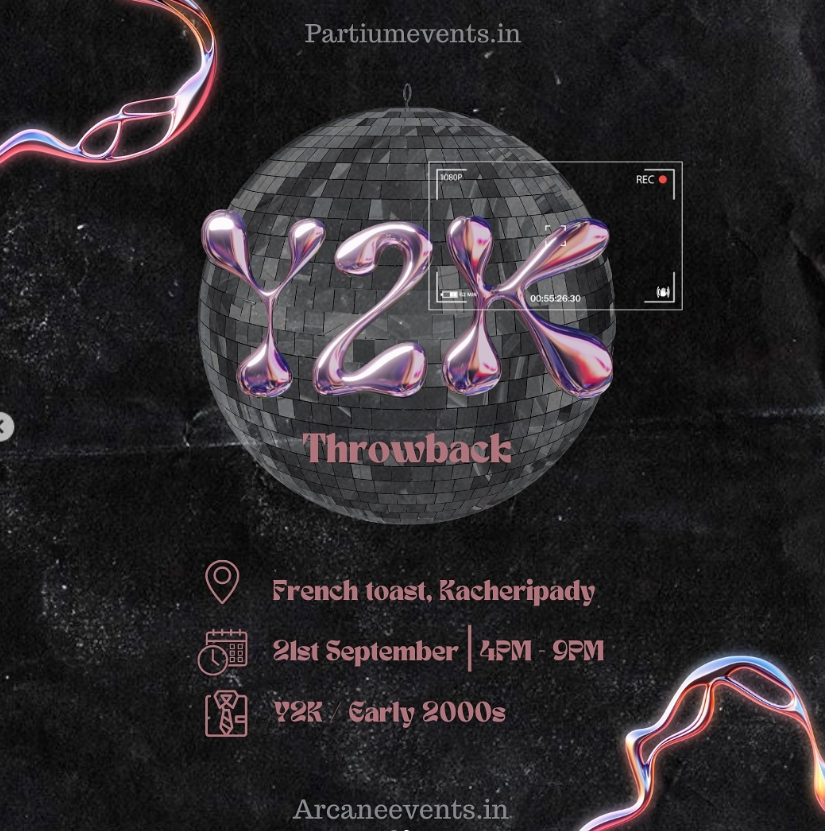 Partiumevents.in
1080P
REC
Y2K
00:55:26:30
Throwback
French toast, Kacheripady
21st September | 4PM - 9PM
Y2K / Early 2000s
Arcaneevents.in